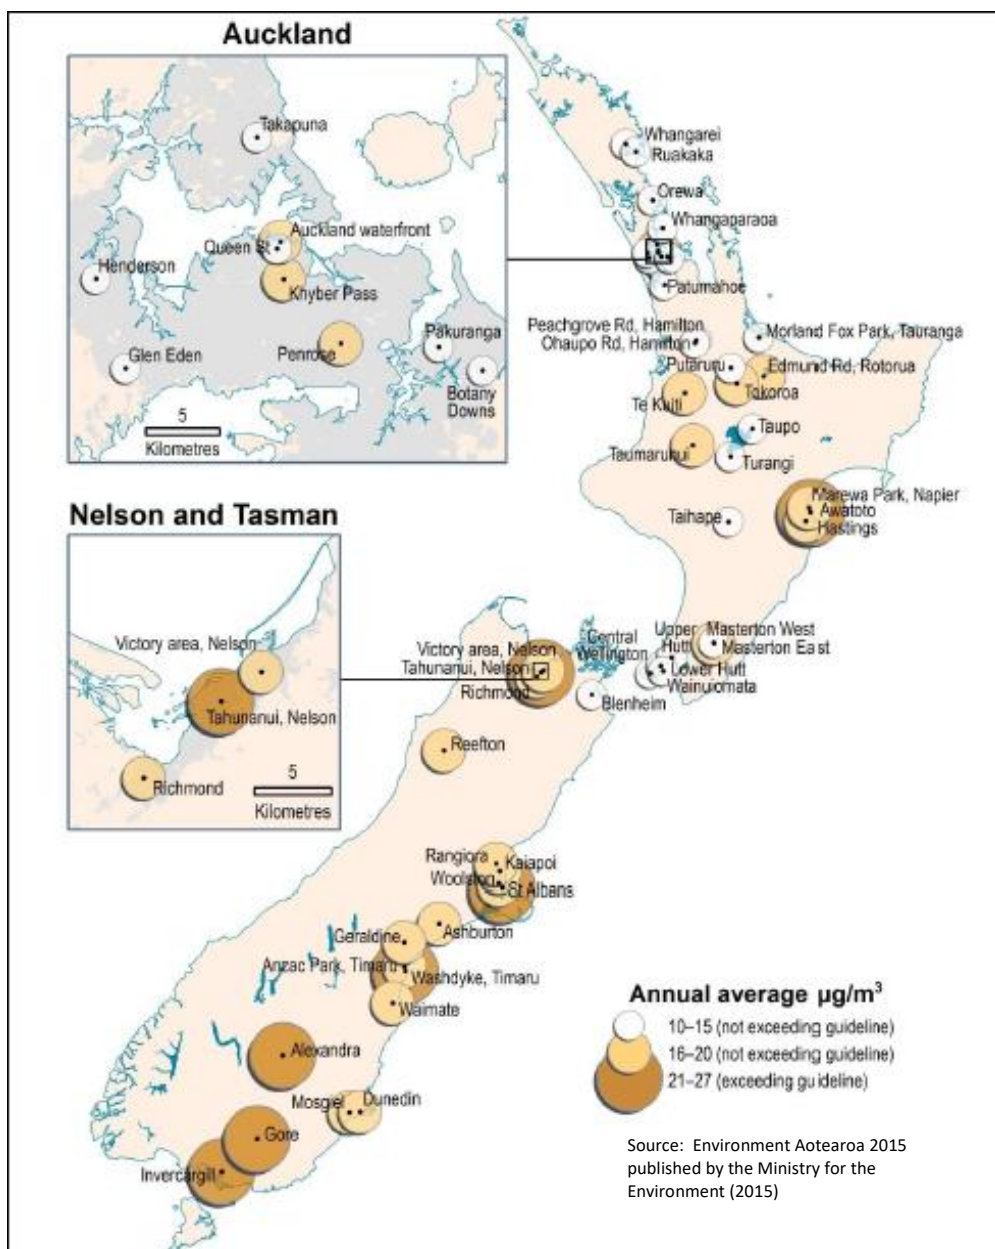 Auckland
Takapuna
Auckland waterfront
Queen St
Henderson
Khyber Pass
Penrose
Pakuranga
Glen Eden
Botany
Downs
5
Kilometres
Whangarei
Ruakaka
Orewa
Whangaparaoa
Patumahoe
Peachgrove Rd, Hamilton
Ohaupo Rd, Hamilton
Morland Fox Park, Tauranga
Putaruru
Edmund Rd, Rotorua
Tokoroa
Te Kuiti
Taupo
Taumarunui
Turangi
Taihape
Marewa Park, Napier
Awatoto
Hastings
Nelson and Tasman
Victory area, Nelson
Tahunanui, Nelson
Richmond
5
Kilometres
Victory area, Nelson
Tahunanui, Nelson
Richmond
Central
Wellington
Upper
Hutt
Masterton West
Masterton East
Lower Hutt
Wainuiomata
Blenheim
Reefton
Rangiora
Kaiapoi
Woolston
St Albans
Ashburton
Geraldine
Anzac Park, Timaru
Washdyke, Timaru
Waimate
Alexandra
Mosgiel
Dunedin
Gore
Invercargill
Annual average µg/m³
10–15 (not exceeding guideline)
16–20 (not exceeding guideline)
21–27 (exceeding guideline)
Source: Environment Aotearoa 2015
published by the Ministry for the
Environment (2015)